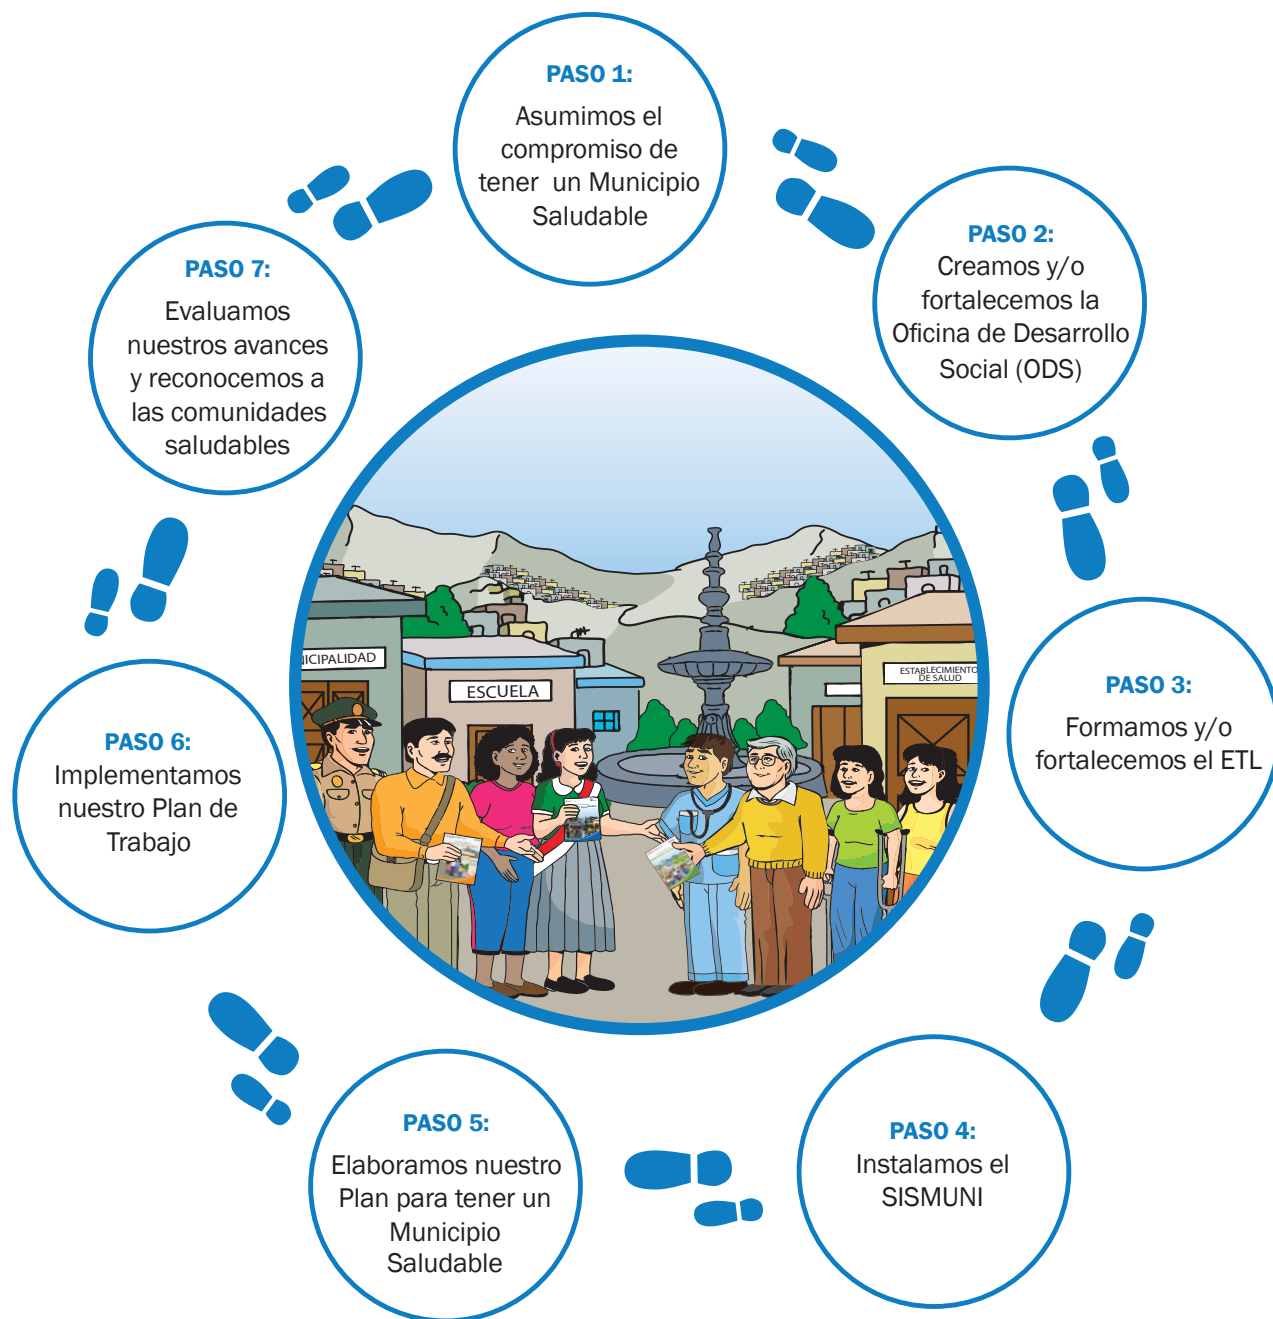 PASO 1:
Asumimos el
compromiso de
tener un Municipio
Saludable
PASO 2:
Creamos y/o
fortalecemos la
Oficina de Desarrollo
Social (ODS)
PASO 3:
Formamos y/o
fortalecemos el ETL
PASO 4:
Instalamos el
SISMUNI
PASO 5:
Elaboramos nuestro
Plan para tener un
Municipio
Saludable
PASO 6:
Implementamos
nuestro Plan de
Trabajo
PASO 7:
Evaluamos
nuestros avances
y reconocemos a
las comunidades
saludables
NICIPALIDAD
ESCUELA
ESTABLECIMIENTO
DE SALUD